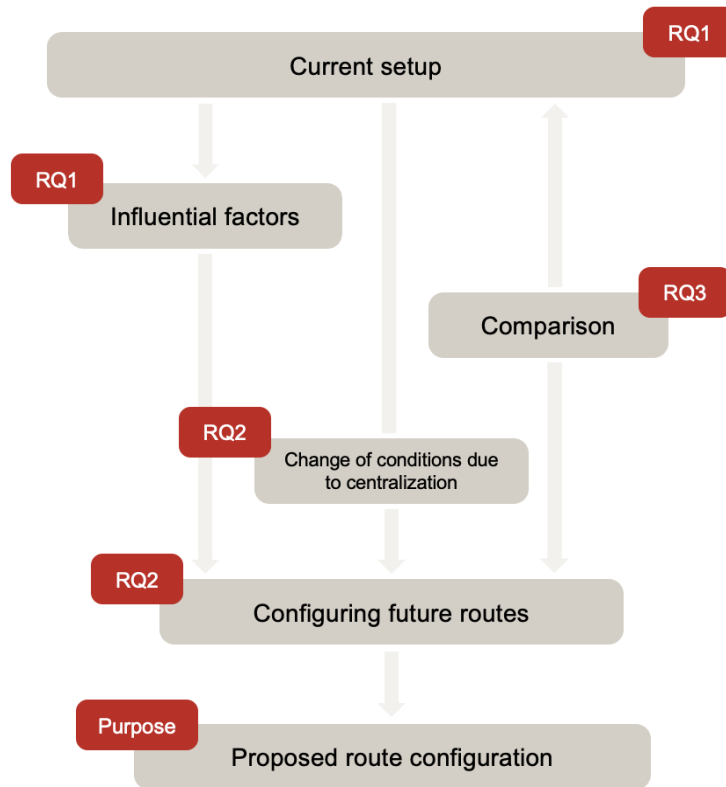 RQ1
Current setup
RQ1
Influential factors
RQ3
Comparison
RQ2
Change of conditions due
to centralization
RQ2
Configuring future routes
Purpose
Proposed route configuration